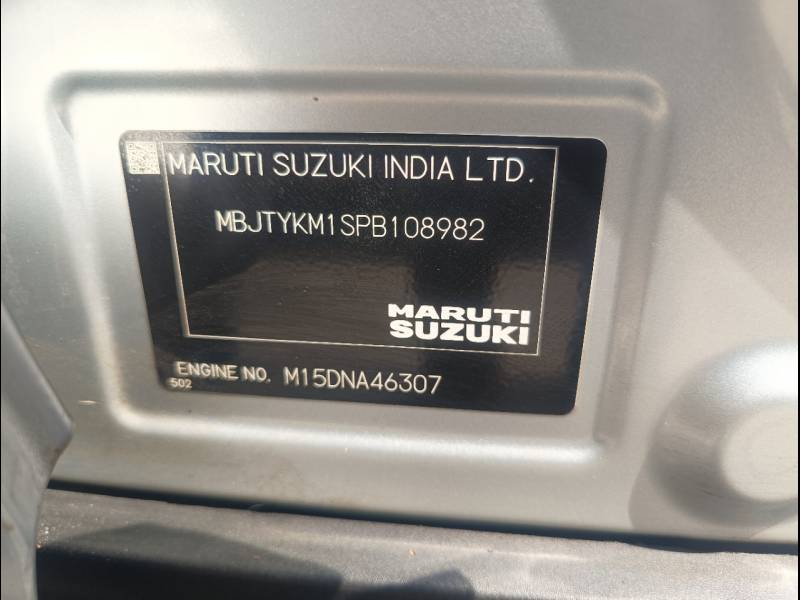 MARUTI SUZUKI INDIA LTD.
MBJTYKM1SPB108982
MARUTI
SUZUKI
ENGINE NO. M15DNA46307
502